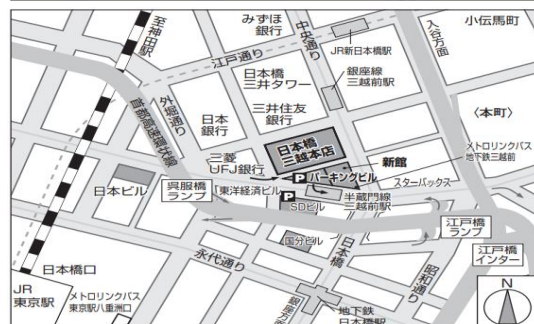 至神田駅
みずほ
銀行
中央通り
JR新日本橋駅
入谷方面
小伝馬町
江戸通り
日本橋
三井タワー
銀座線
三越前駅
外堀通り
首都高速環状線
日本
銀行
三井住友
銀行
〈本町〉
日本橋
三越本店
新館
メトロリンクバス
地下鉄三越前
三菱
UFJ銀行
P パーキングビル
スターバックス
日本ビル
呉服橋
ランプ
東洋経済ビル
P
SDビル
半蔵門線
三越前駅
江戸橋
ランプ
国分ビル
日本橋
昭和通り
江戸橋
インター
永代通り
日本橋口
JR
東京駅
メトロリンクバス
東京駅八重洲口
銀座方面
地下鉄
日本橋駅
N